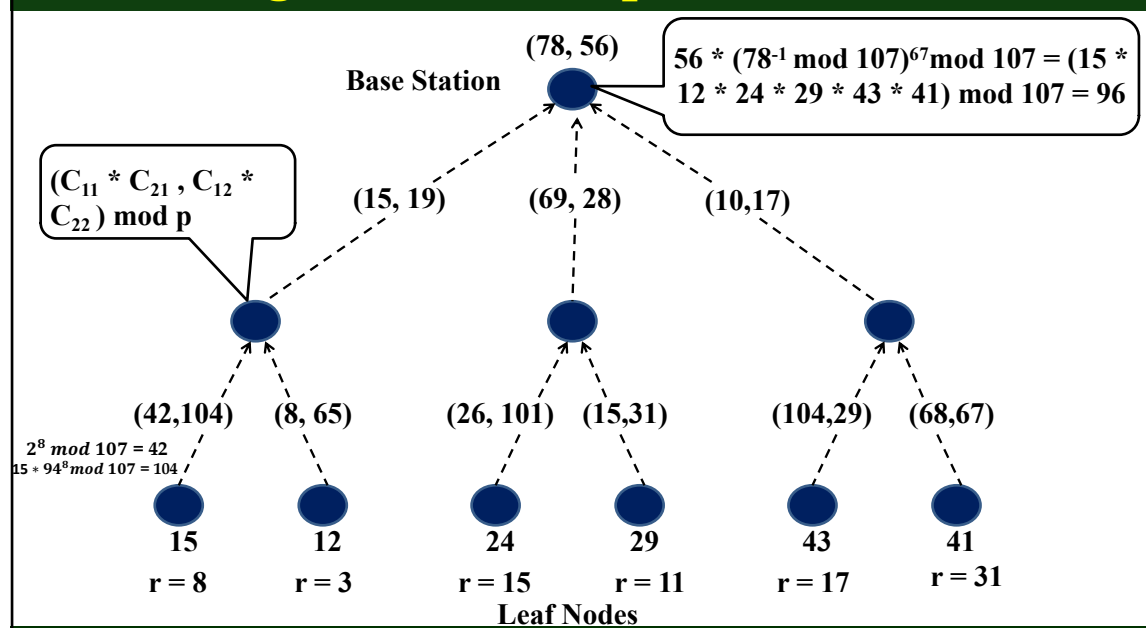 (78, 56)
Base Station
56 * (78⁻¹ mod 107)⁶⁷mod 107 = (15 *
12 * 24 * 29 * 43 * 41) mod 107 = 96
(C₁₁ * C₂₁ , C₁₂ *
C₂₂ ) mod p
(15, 19) (69, 28) (10,17)
(42,104) (8, 65) (26, 101) (15,31) (104,29) (68,67)
2⁸ mod 107 = 42
15 * 94⁸mod 107 = 104
15 12 24 29 43 41
r = 8 r = 3 r = 15 r = 11 r = 17 r = 31
Leaf Nodes